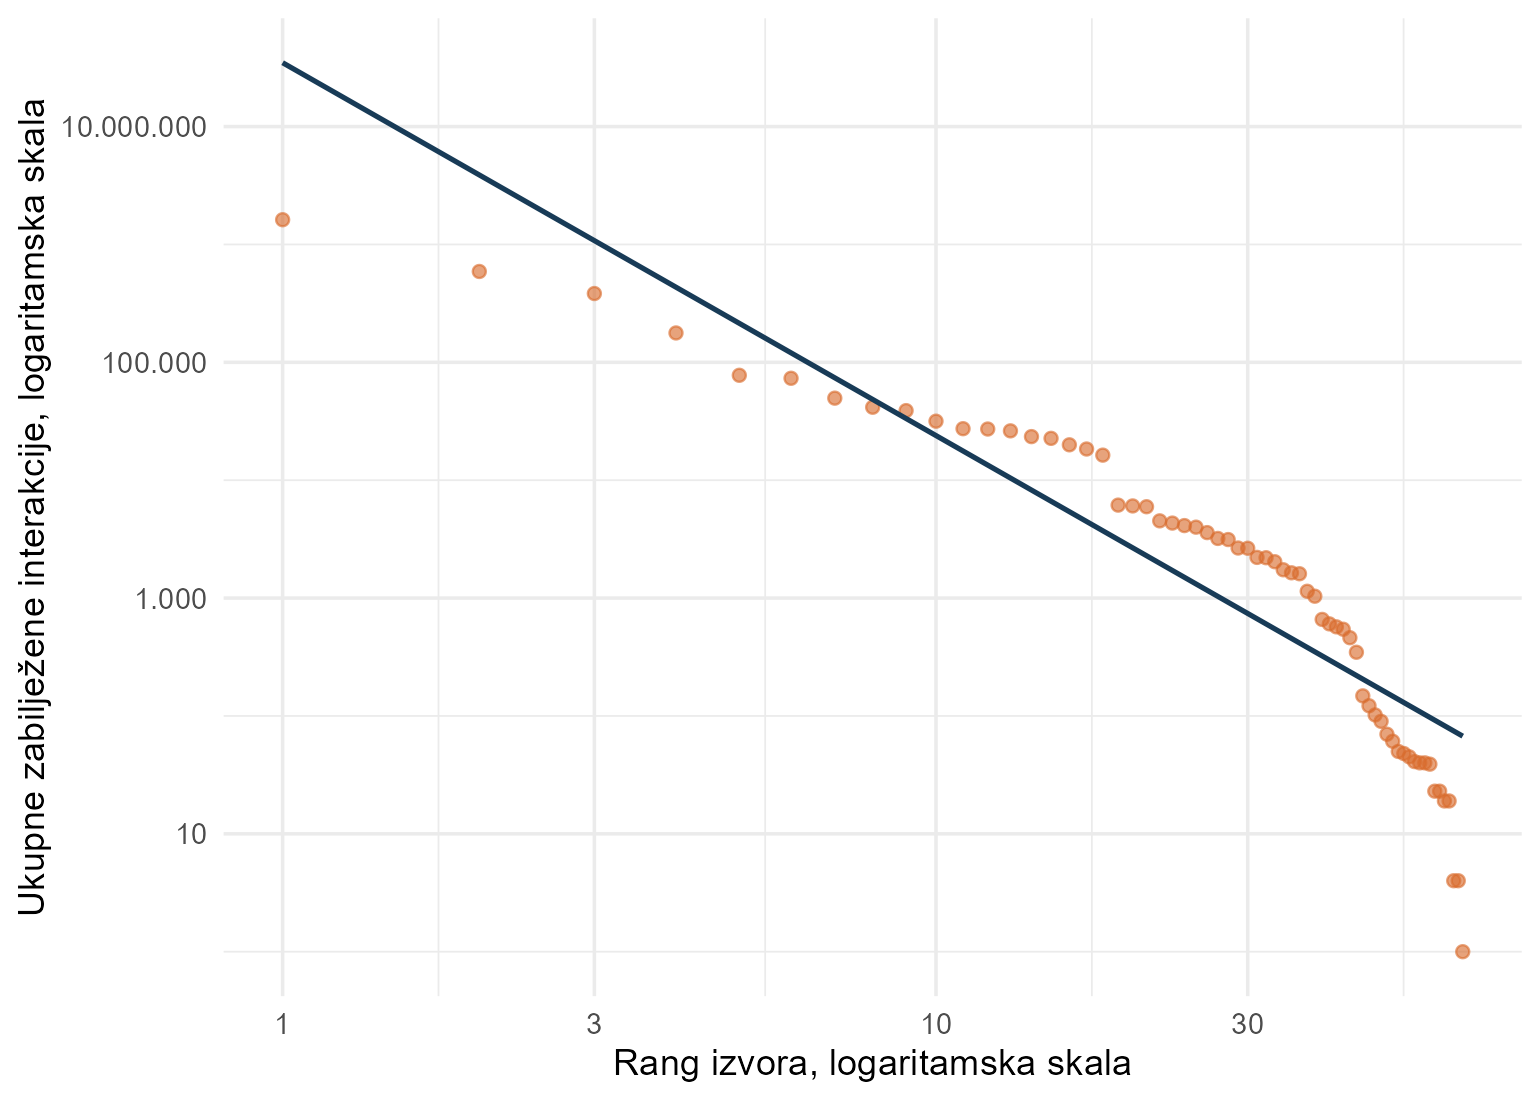 Ukupne zabilježene interakcije, logaritamska skala
10.000.000
100.000
1.000
10
1 3 10 30
Rang izvora, logaritamska skala